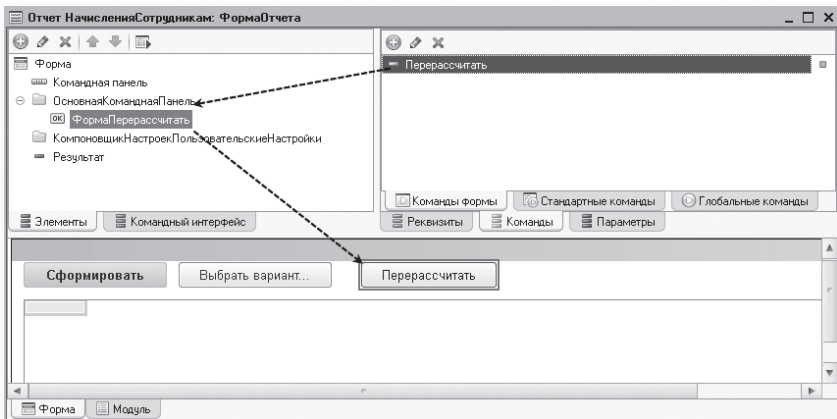 Отчет НачисленияСотрудникам: ФормаОтчета
Форма
Командная панель
ОсновнаяКоманднаяПанель
OK ФормаПерерассчитать
КомпоновщикНастроекПользовательскиеНастройки
Результат
Элементы Командный интерфейс
Перерассчитать
Команды формы Стандартные команды Глобальные команды
Реквизиты Команды Параметры
Сформировать Выбрать вариант... Перерассчитать
Форма Модуль